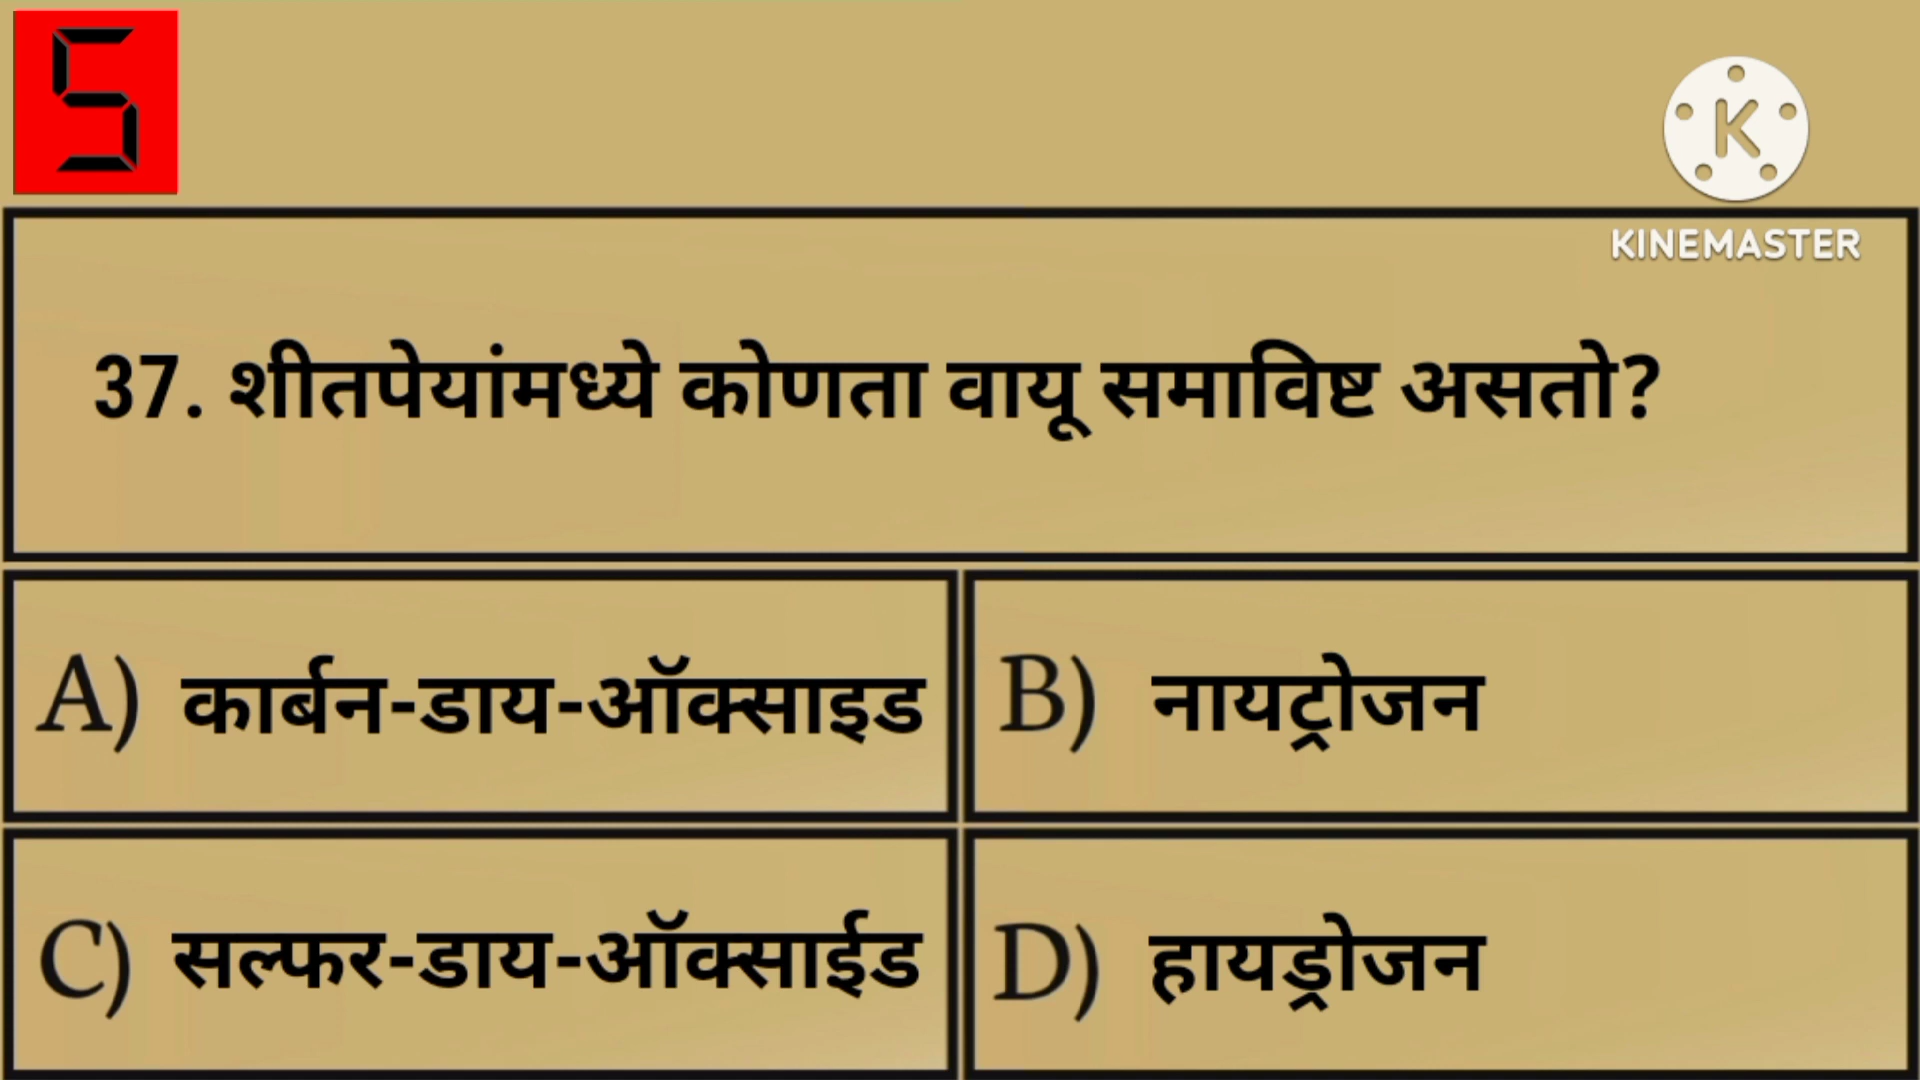 5
K
KINEMASTER
37. शीतपेयांमध्ये कोणता वायू समाविष्ट असतो?
A) कार्बन-डाय-ऑक्साइड
B) नायट्रोजन
C) सल्फर-डाय-ऑक्साईड
D) हायड्रोजन